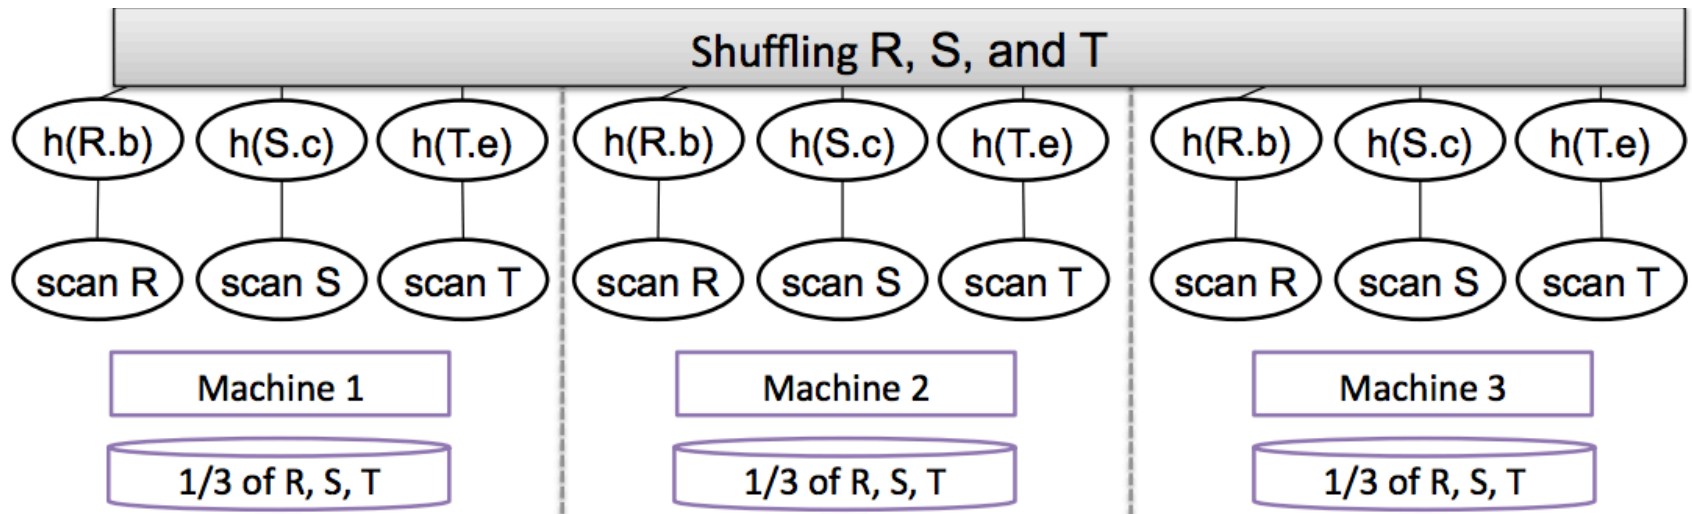 Shuffling R, S, and T
h(R.b) h(S.c) h(T.e) h(R.b) h(S.c) h(T.e) h(R.b) h(S.c) h(T.e)
scan R scan S scan T scan R scan S scan T scan R scan S scan T
Machine 1 Machine 2 Machine 3
1/3 of R, S, T 1/3 of R, S, T 1/3 of R, S, T